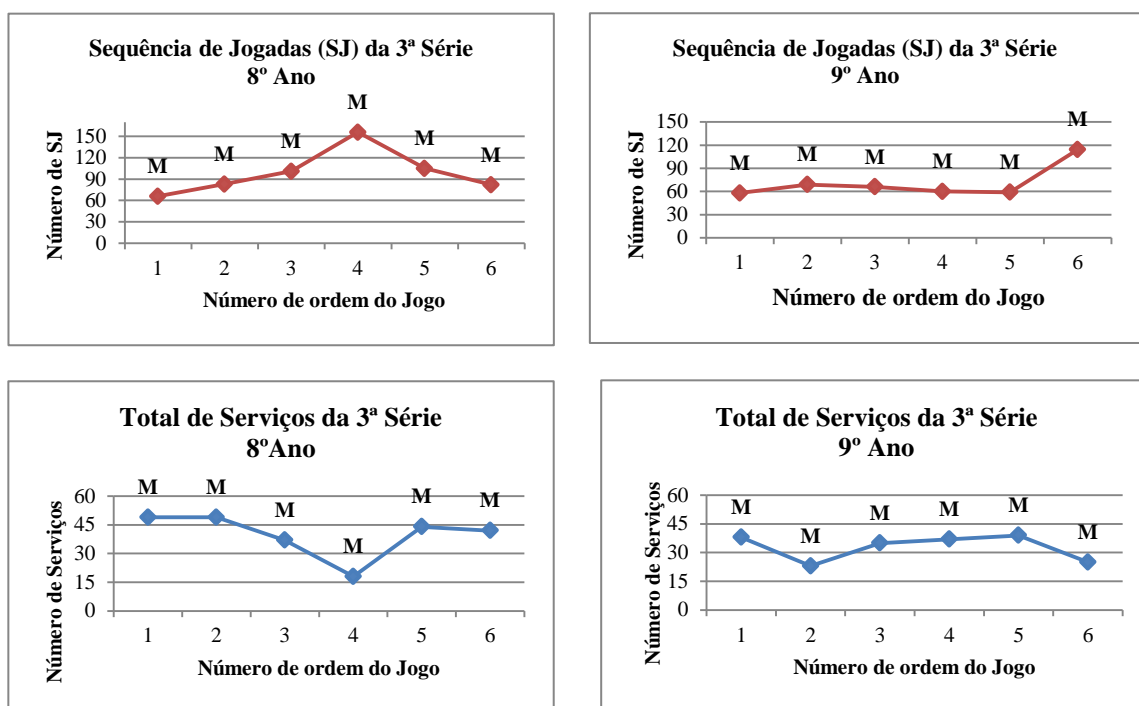 Sequência de Jogadas (SJ) da 3ª Série
8º Ano
Número de SJ
150
120
90
60
30
0
M
M
M
M
M
M
1 2 3 4 5 6
Número de ordem do Jogo
Sequência de Jogadas (SJ) da 3ª Série
9º Ano
Número de SJ
150
120
90
60
30
0
M
M
M
M
M
M
1 2 3 4 5 6
Número de ordem do Jogo
Total de Serviços da 3ª Série
8ºAno
Número de Serviços
60
45
30
15
0
M
M
M
M
M
M
1 2 3 4 5 6
Número de ordem do Jogo
Total de Serviços da 3ª Série
9º Ano
Número de Serviços
60
45
30
15
0
M
M
M
M
M
M
1 2 3 4 5 6
Número de ordem do Jogo